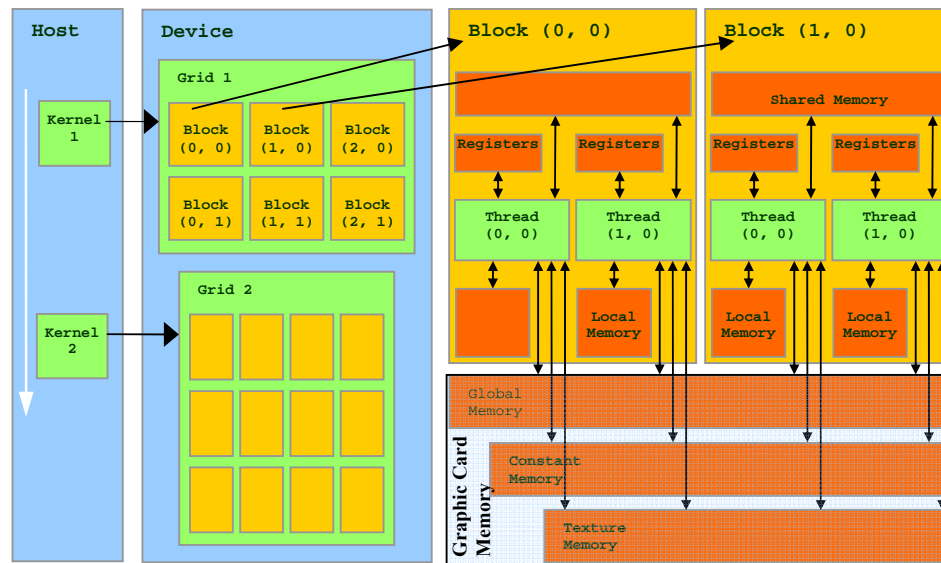 Host
Kernel
1
Kernel
2
Device
Grid 1
Block
(0, 0)
Block
(1, 0)
Block
(2, 0)
Block
(0, 1)
Block
(1, 1)
Block
(2, 1)
Grid 2
Block (0, 0)
Registers
Registers
Thread
(0, 0)
Thread
(1, 0)
Local
Memory
Block (1, 0)
Shared Memory
Registers
Registers
Thread
(0, 0)
Thread
(1, 0)
Local
Memory
Local
Memory
Graphic Card
Memory
Global
Memory
Constant
Memory
Texture
Memory